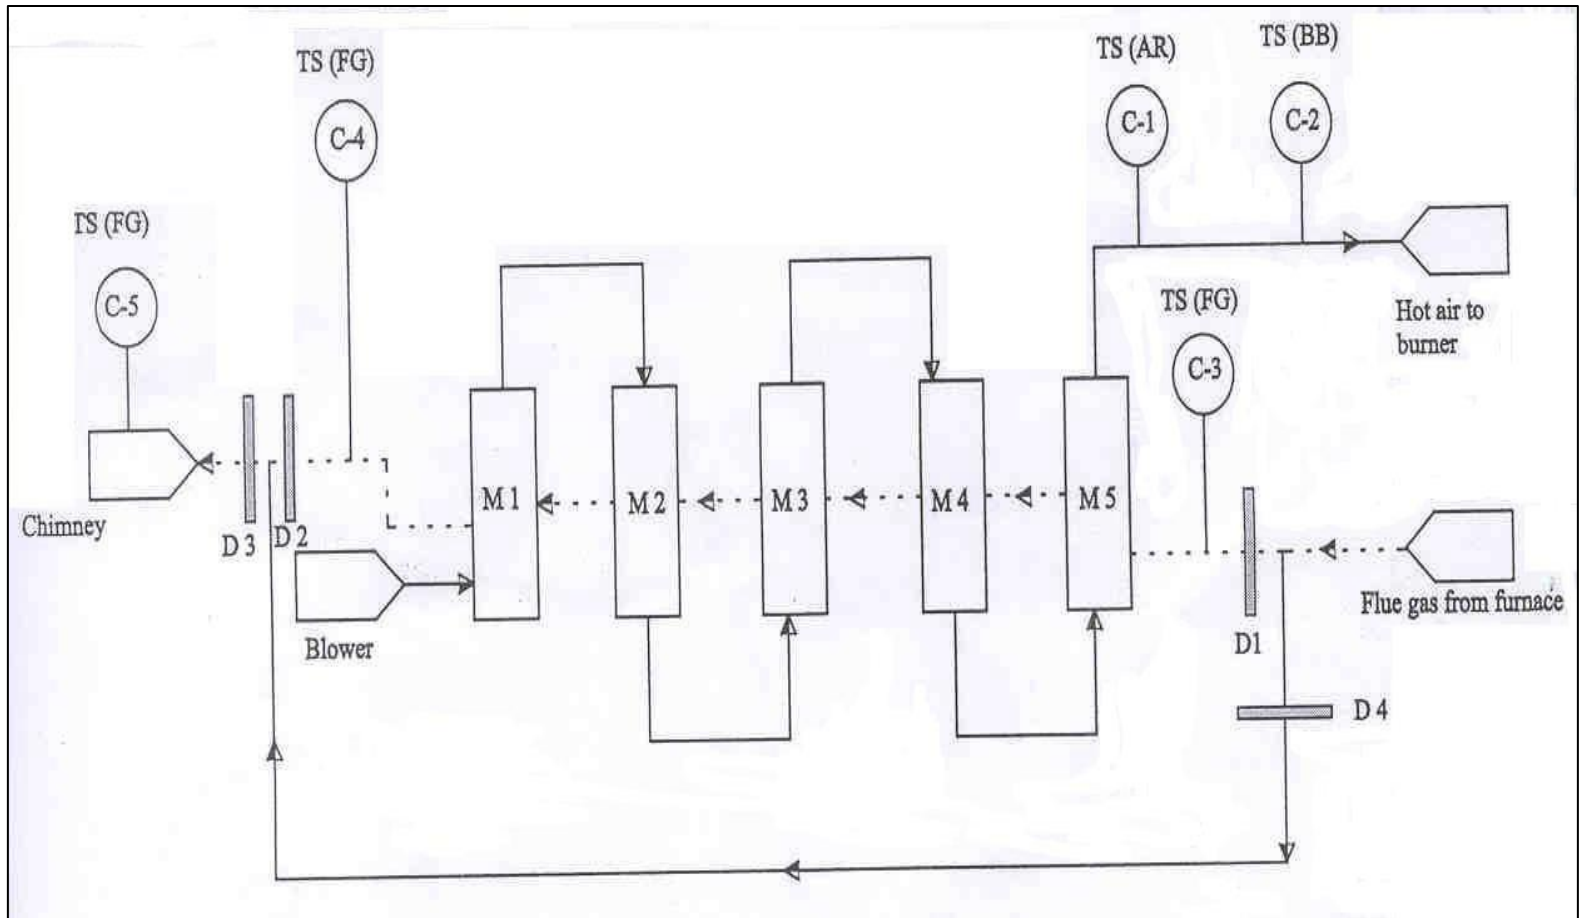 TS (FG)
C-4
TS (AR)
C-1
TS (BB)
C-2
TS (FG)
C-5
TS (FG)
C-3
Hot air to
burner
M 1
M 2
M 3
M 4
M 5
Chimney
D 3
D 2
Blower
D1
Flue gas from furnace
D 4